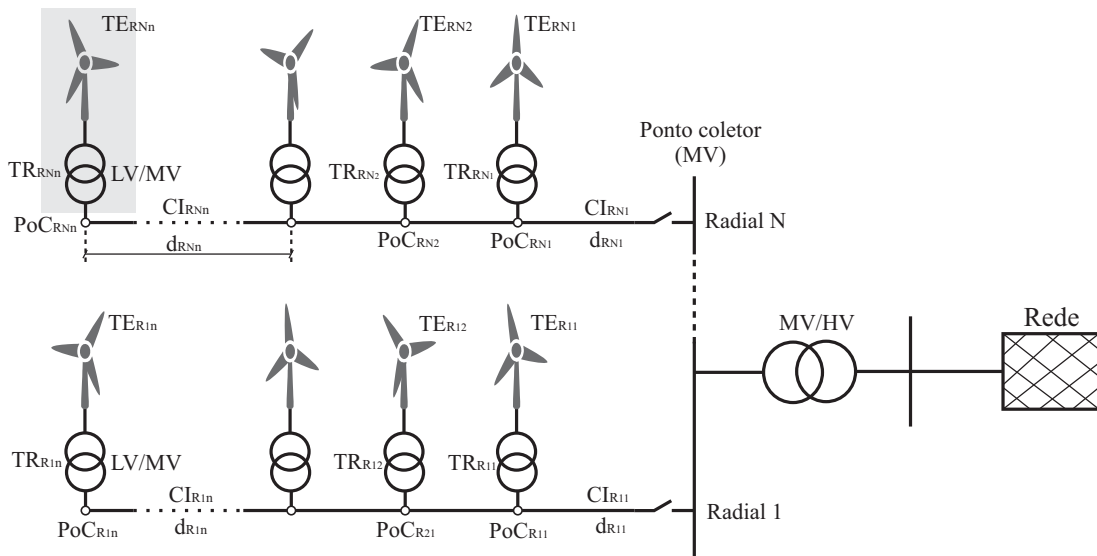 TERNn
TERN2
TERN1
Ponto coletor
(MV)
TRRNn
LV/MV
TRRN2
TRRN1
CIRNn
CIRN1
PoCRNn
Radial N
dRNn
PoCRN2
PoCRN1
dRN1
TER1n
TER12
TER11
MV/HV
Rede
TRR1n
LV/MV
TRR12
TRR11
CIR1n
CIR11
Radial 1
PoCR1n
dR1n
PoCR21
PoCR11
dR11